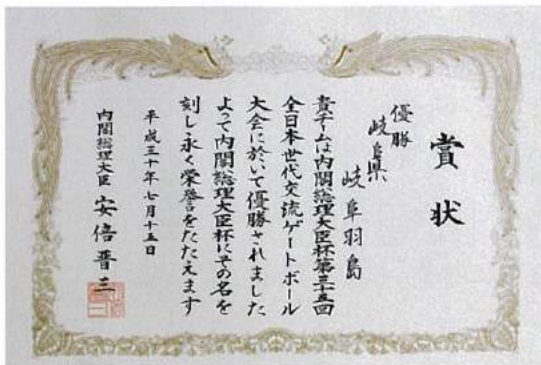 賞状
優勝
岐阜県
岐阜羽島
貴チームは内閣総理大臣杯第三十五回
全日本世代交流ゲートボール
大会に於いて優勝されました
よって内閣総理大臣杯にその名を
刻し永く栄誉をたたえます
平成三十年七月十五日
内閣総理大臣 安倍晋三